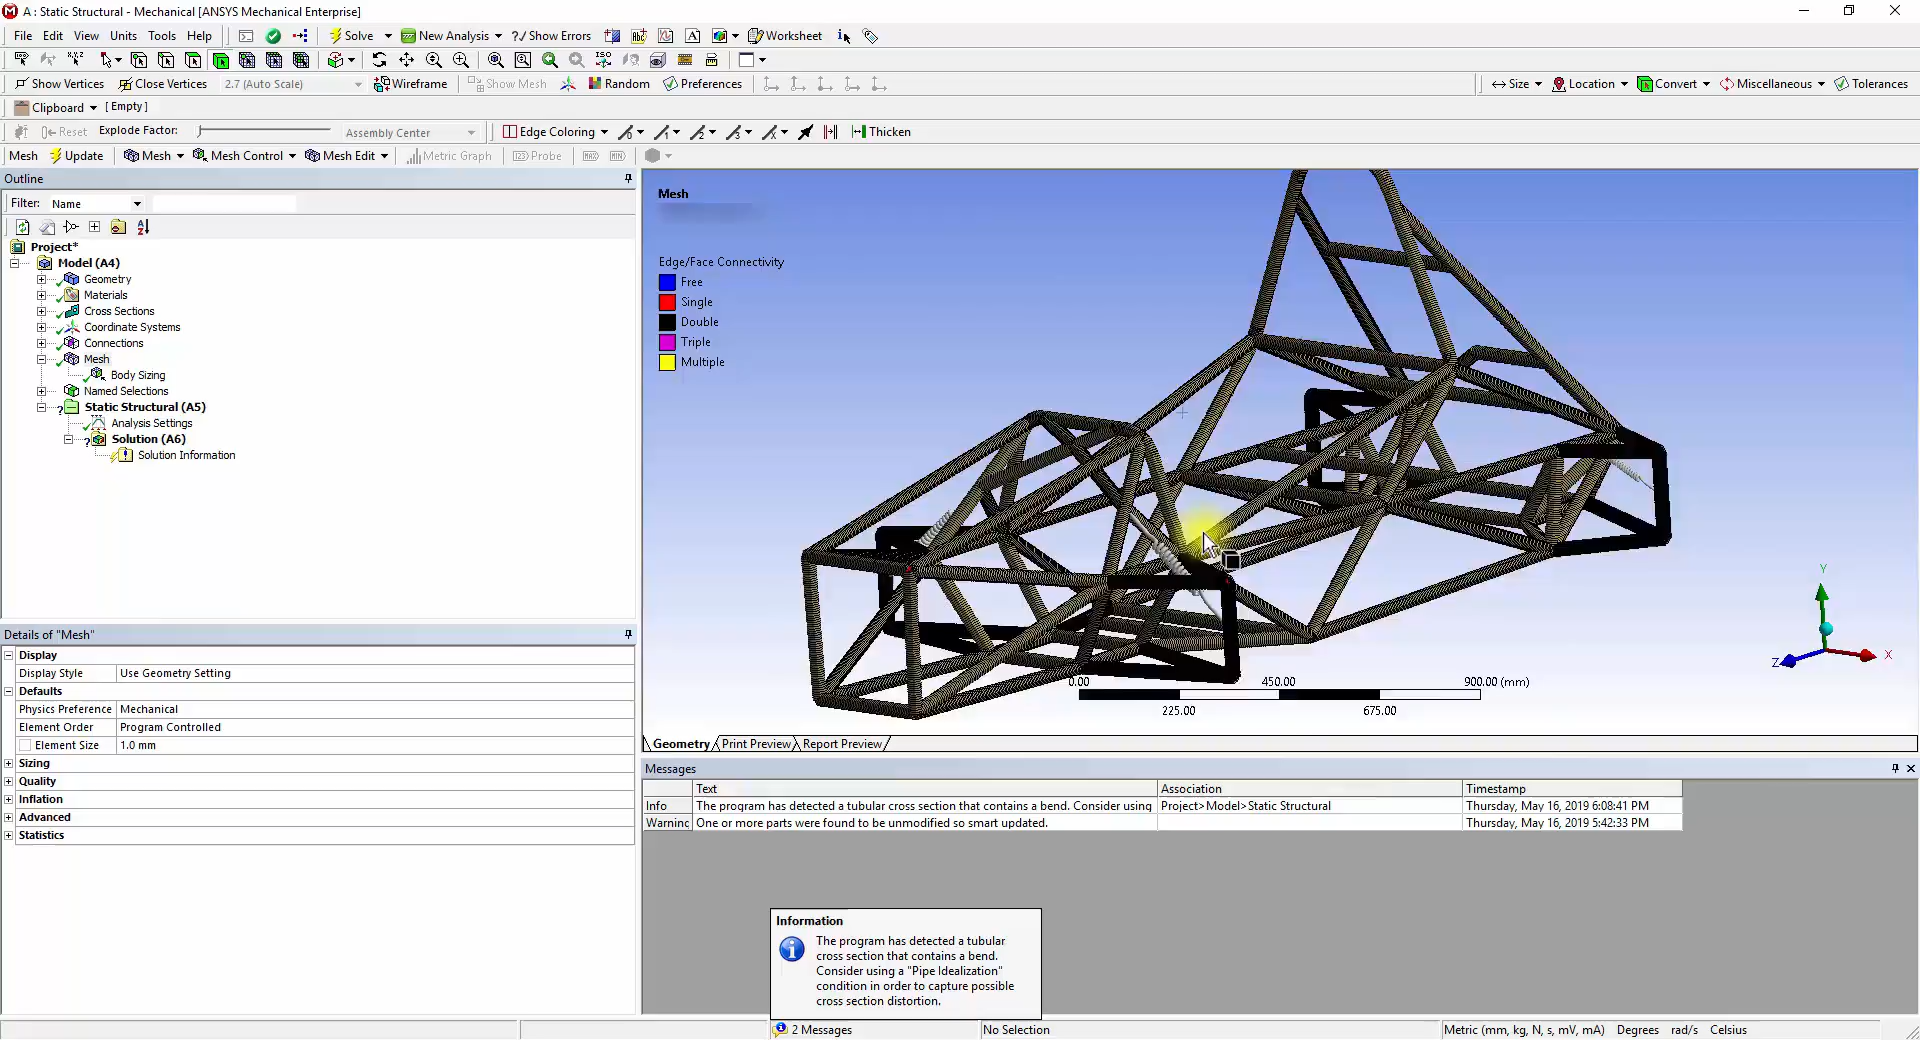 A : Static Structural - Mechanical [ANSYS Mechanical Enterprise]
File Edit View Units Tools Help Solve New Analysis ?/ Show Errors Worksheet
Show Vertices Close Vertices 2.7 (Auto Scale) Wireframe Show Mesh Random Preferences Size Location Convert Miscellaneous Tolerances
Clipboard [ Empty ]
Reset Explode Factor: Assembly Center Edge Coloring Thicken
Mesh Update Mesh Mesh Control Mesh Edit Metric Graph Probe
Outline
Filter: Name
Project*
Model (A4)
Geometry
Materials
Cross Sections
Coordinate Systems
Connections
Mesh
Body Sizing
Named Selections
Static Structural (A5)
Analysis Settings
Solution (A6)
Solution Information
Details of "Mesh"
Display
Display Style Use Geometry Setting
Defaults
Physics Preference Mechanical
Element Order Program Controlled
Element Size 1.0 mm
Sizing
Quality
Inflation
Advanced
Statistics
Mesh
Edge/Face Connectivity
Free
Single
Double
Triple
Multiple
0.00 450.00 900.00 (mm)
225.00 675.00
Y
Z X
Geometry Print Preview Report Preview
Messages
Text Association Timestamp
Info The program has detected a tubular cross section that contains a bend. Consider using Project>Model>Static Structural Thursday, May 16, 2019 6:08:41 PM
Warninc One or more parts were found to be unmodified so smart updated. Thursday, May 16, 2019 5:42:33 PM
Information
The program has detected a tubular
cross section that contains a bend.
Consider using a "Pipe Idealization"
condition in order to capture possible
cross section distortion.
2 Messages No Selection Metric (mm, kg, N, s, mV, mA) Degrees rad/s Celsius